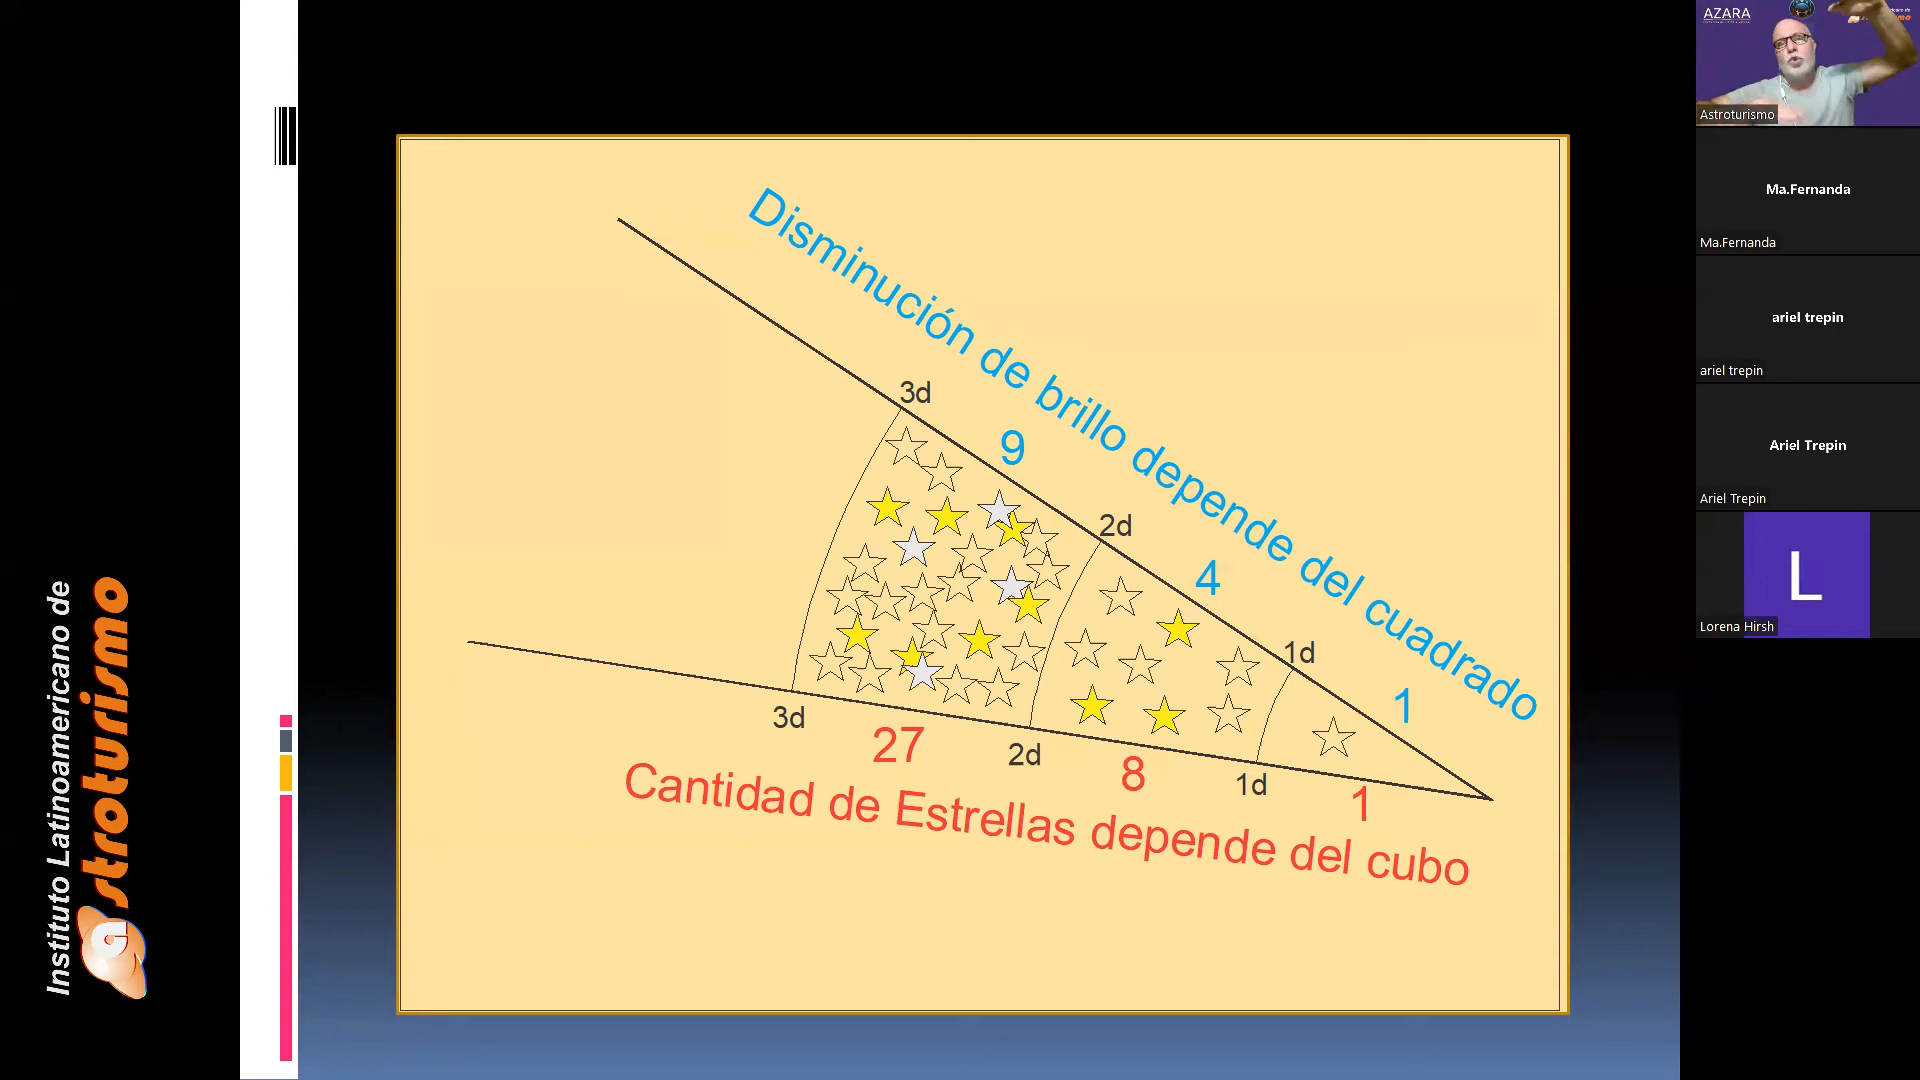 Instituto Latinoamericano de
astroturismo
Disminución de brillo depende del cuadrado
3d
9
2d
4
1d
1
3d
27
2d
8
1d
1
Cantidad de Estrellas depende del cubo
AZARA
Astroturismo
Ma.Fernanda
Ma.Fernanda
ariel trepin
ariel trepin
Ariel Trepin
Ariel Trepin
L
Lorena Hirsh